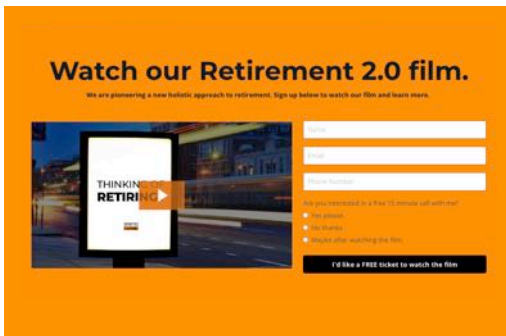 Watch our Retirement 2.0 film.
We are pioneering a new holistic approach to retirement. Sign up below to watch our film and learn more.
THINKING OF
RETIRING
Name
Email
Phone Number
Are you interested in a free 15 minute call with me?
Yes please.
No thanks.
Maybe after watching the film.
I'd like a FREE ticket to watch the film